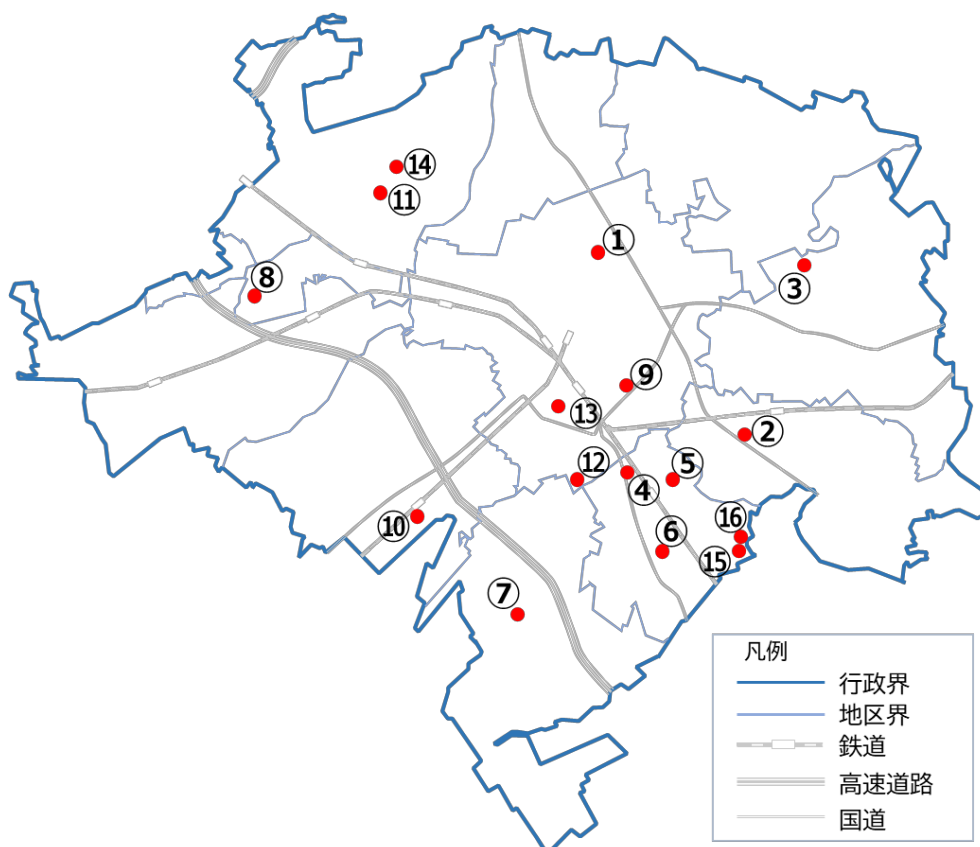 ⑭
⑪
①
⑧
③
⑨
⑬
②
⑫
⑤
④
⑩
⑯
⑥
⑮
⑦
凡例
行政界
地区界
鉄道
高速道路
国道